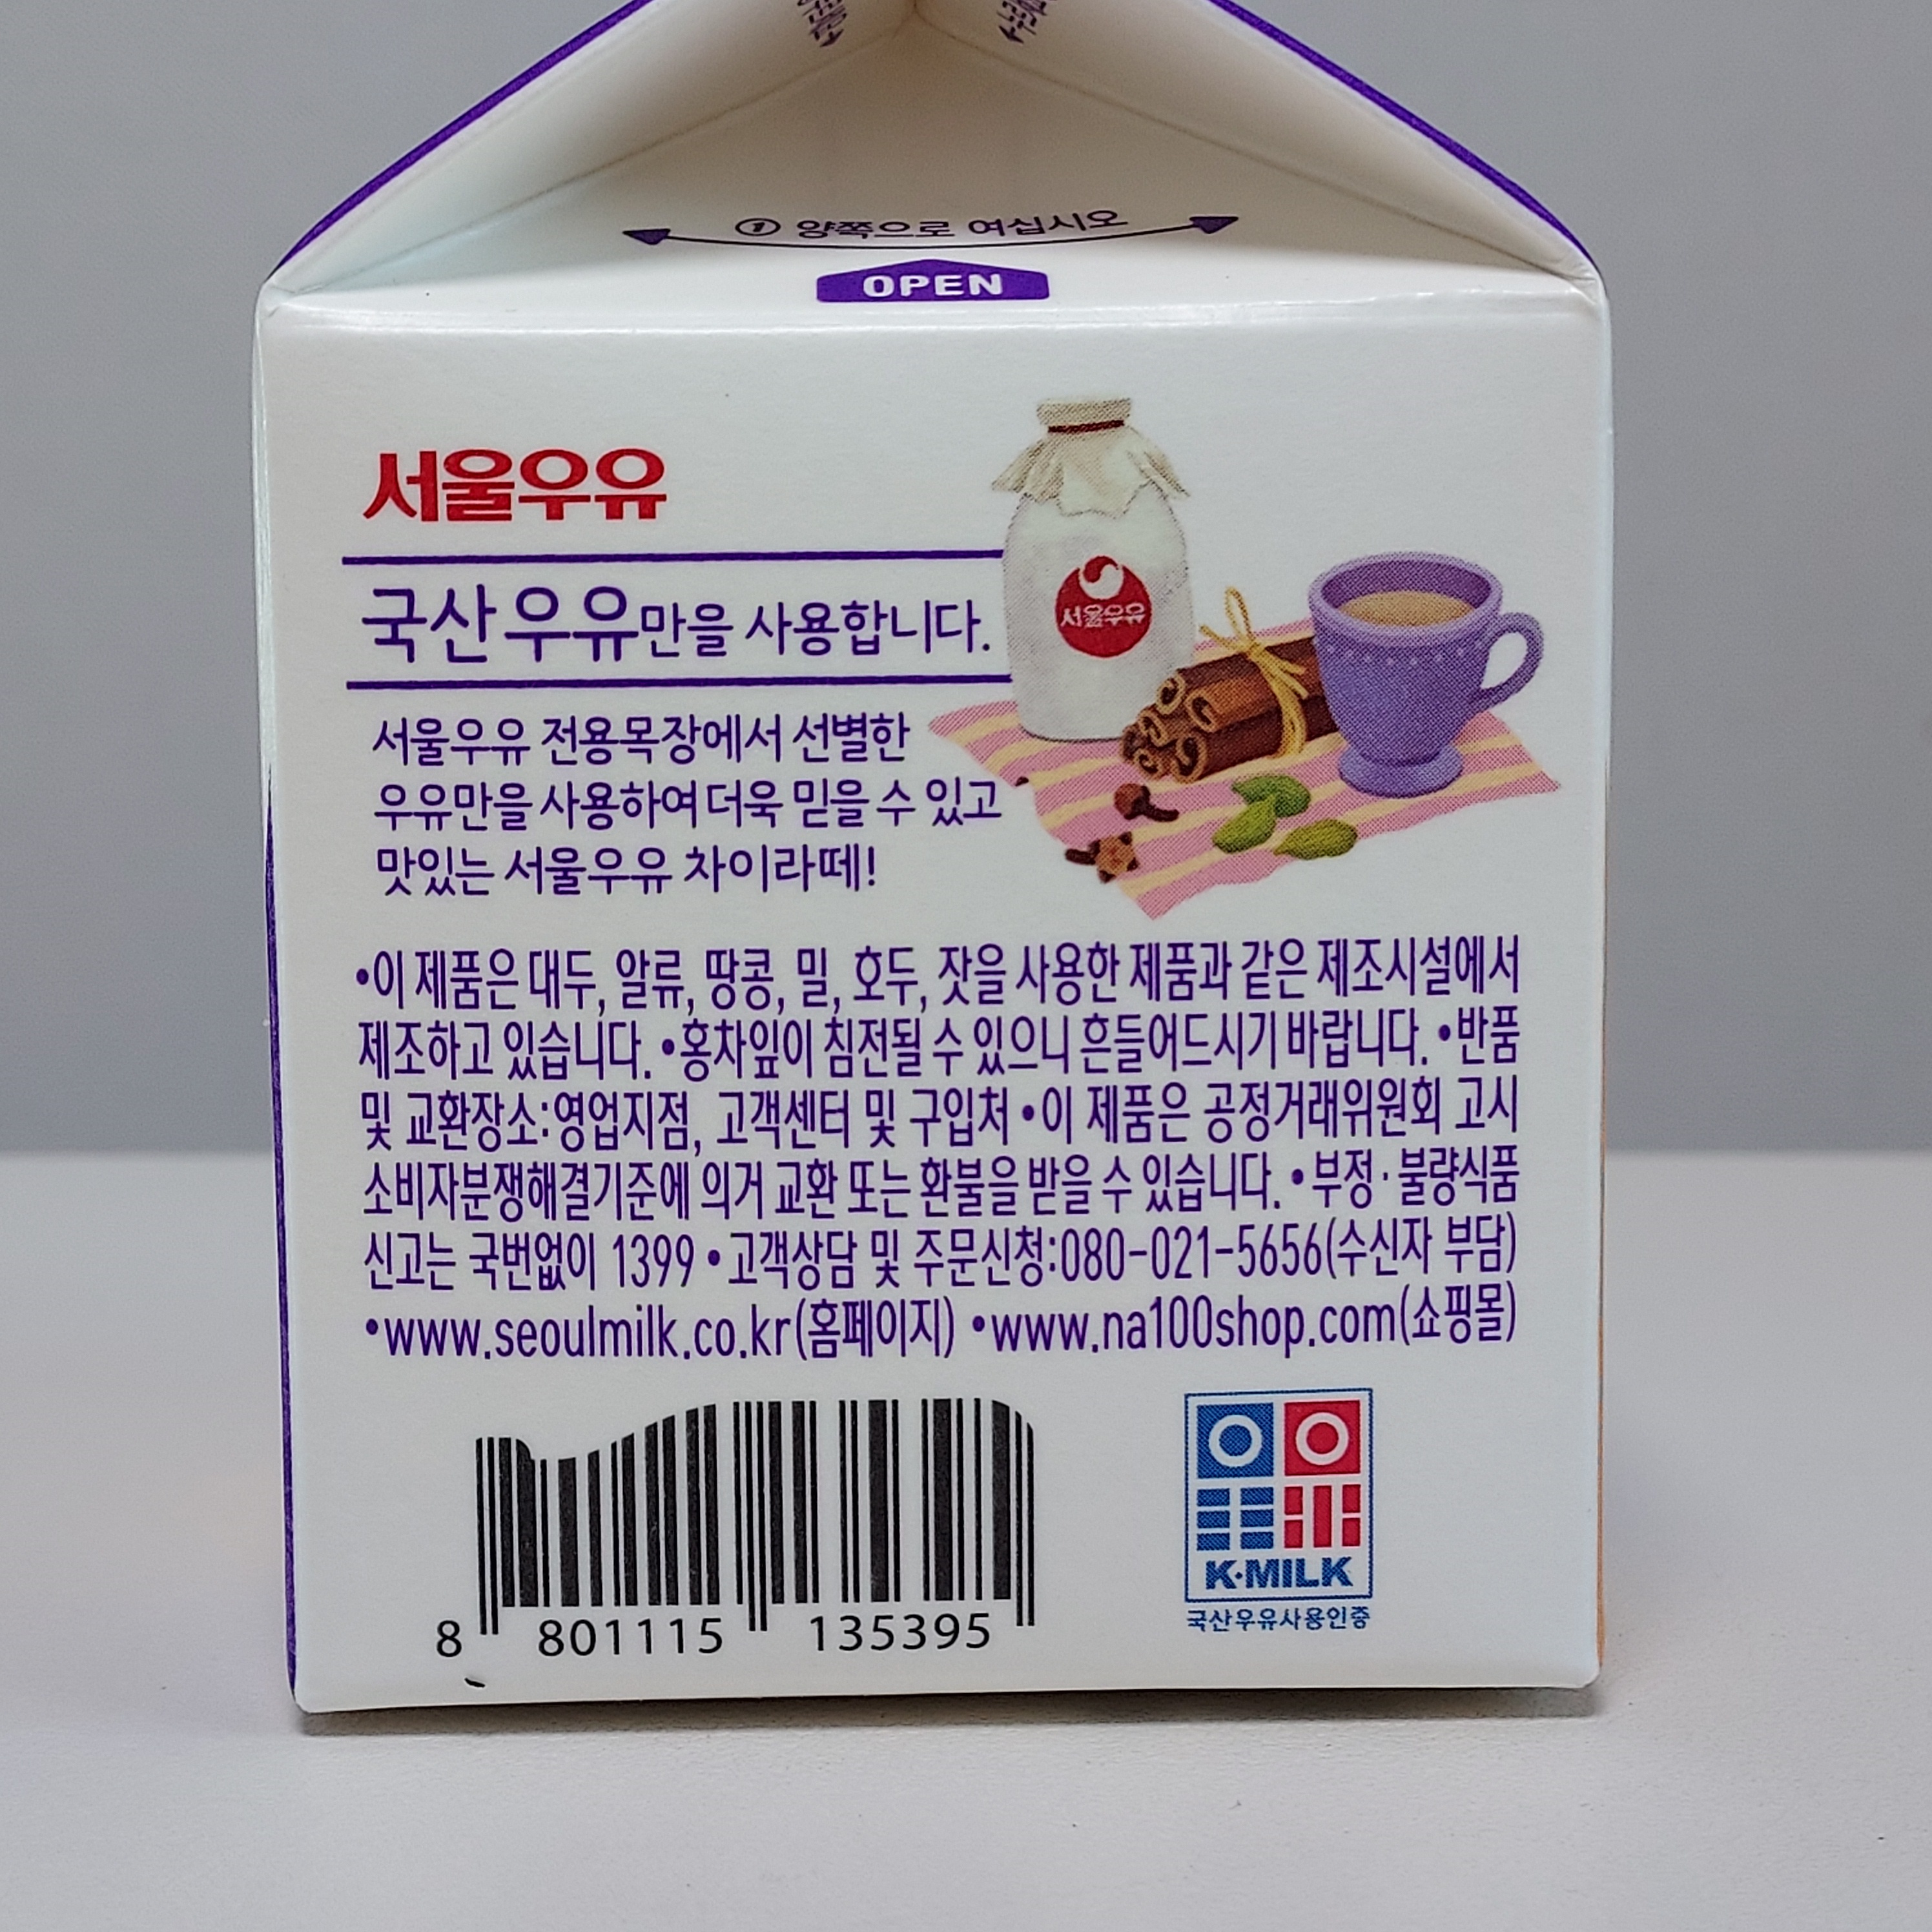 ① 양쪽으로 여십시오
OPEN
서울우유
서울우유
국산우유만을 사용합니다.
서울우유 전용목장에서 선별한
우유만을 사용하여 더욱 믿을 수 있고
맛있는 서울우유 차이라떼!
•이 제품은 대두, 알류, 땅콩, 밀, 호두, 잣을 사용한 제품과 같은 제조시설에서
제조하고 있습니다. •홍차잎이 침전될 수 있으니 흔들어드시기 바랍니다. •반품
및 교환장소:영업지점, 고객센터 및 구입처 •이 제품은 공정거래위원회 고시
소비자분쟁해결기준에 의거 교환 또는 환불을 받을 수 있습니다. •부정·불량식품
신고는 국번없이 1399 •고객상담 및 주문신청:080-021-5656(수신자 부담)
•www.seoulmilk.co.kr(홈페이지) •www.na100shop.com(쇼핑몰)
8 801115 135395
K·MILK
국산우유사용인증